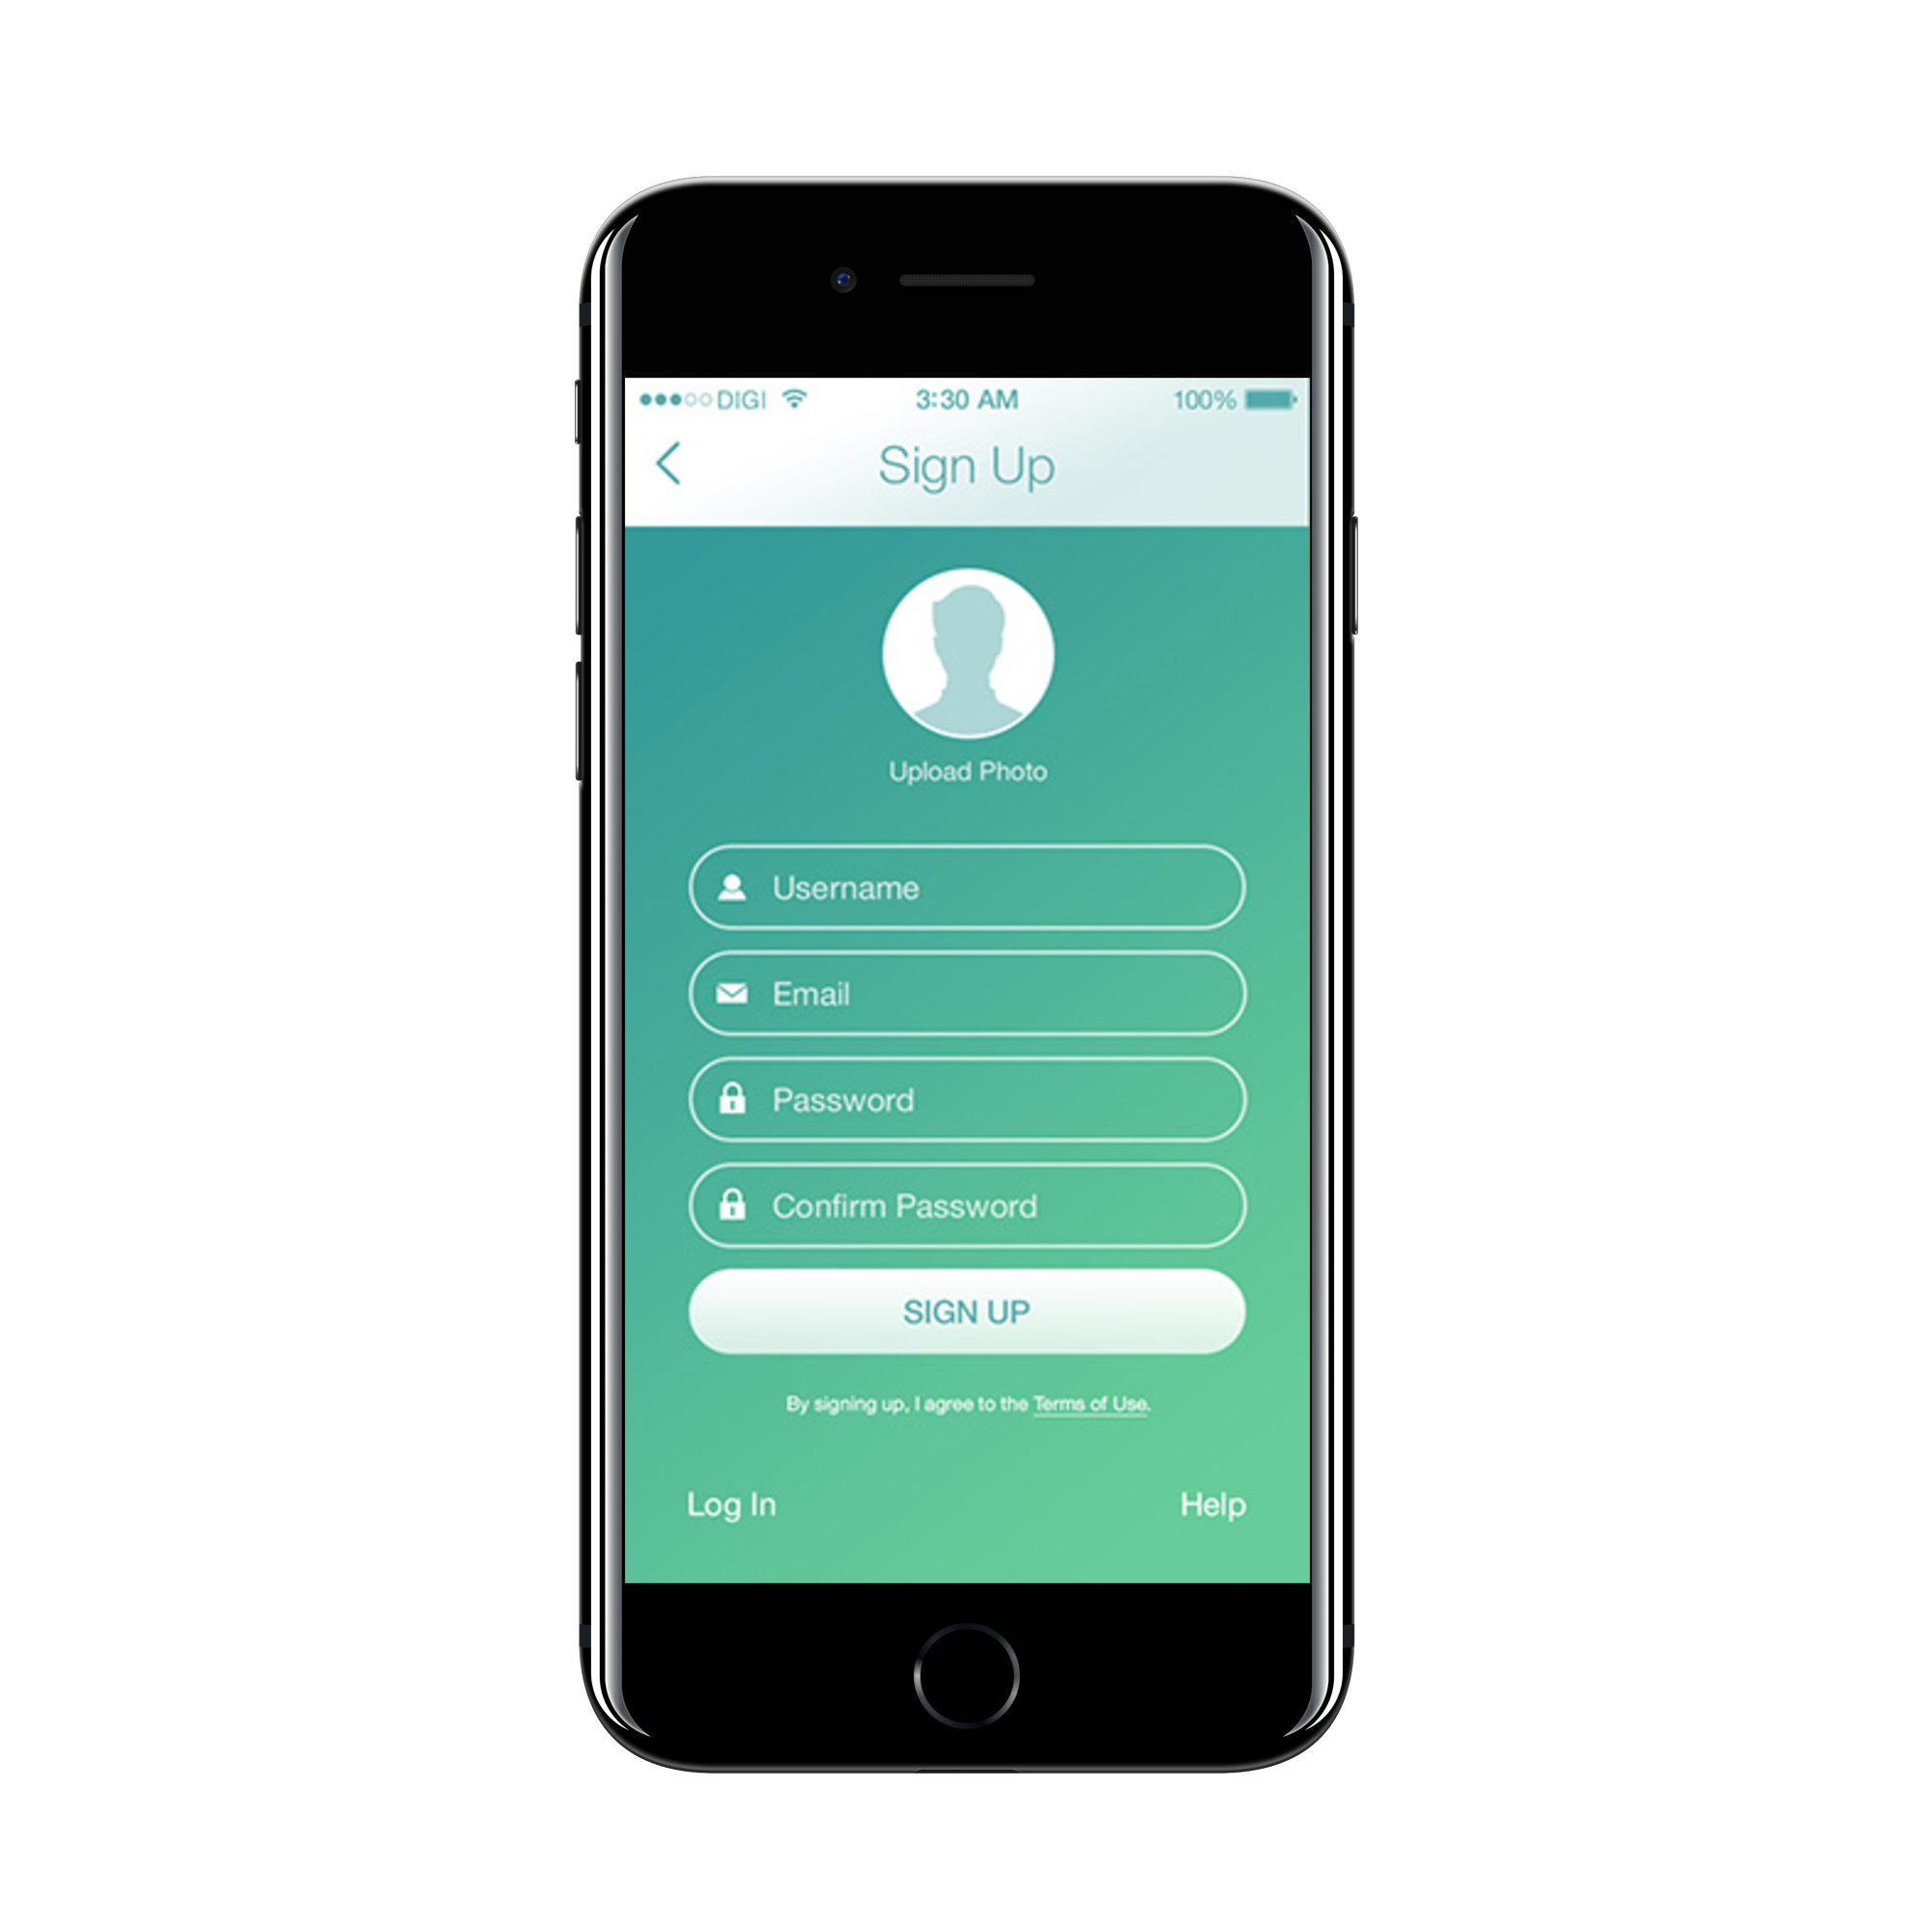 DIGI 3:30 AM 100%
Sign Up
Upload Photo
Username
Email
Password
Confirm Password
SIGN UP
By signing up, I agree to the Terms of Use.
Log In Help